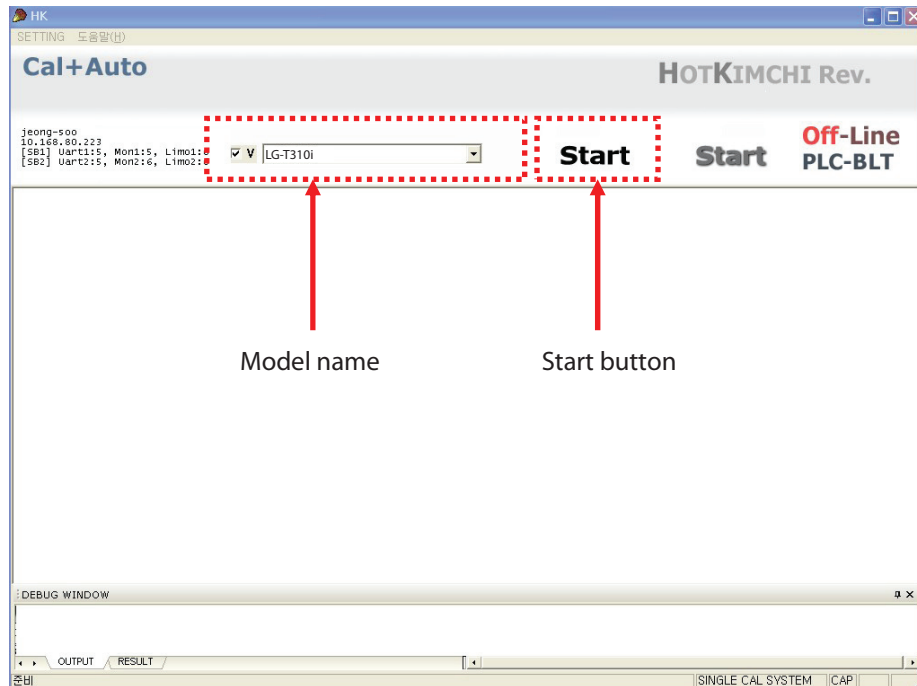 HK
SETTING 도움말(H)
Cal+Auto
HOTKIMCHI Rev.
jeong-soo
10.168.80.223
[SB1] Uart1:5, Mon1:5, Limo1:
[SB2] Uart2:5, Mon2:6, Limo2:
V LG-T310i
Start
Start
Off-Line
PLC-BLT
Model name
Start button
DEBUG WINDOW
OUTPUT RESULT
준비
SINGLE CAL SYSTEM CAP